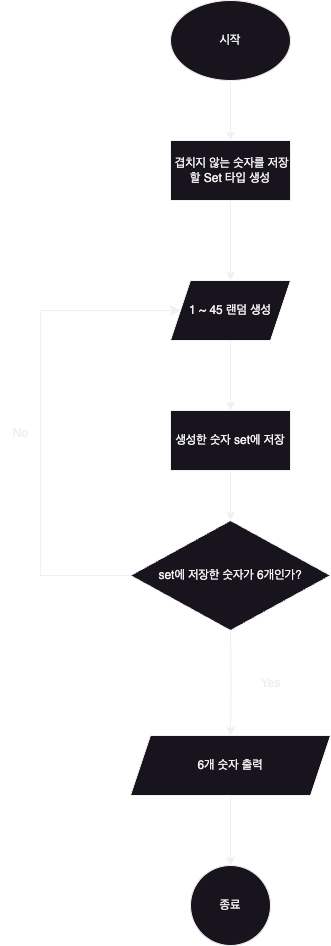 시작
겹치지 않는 숫자를 저장
할 Set 타입 생성
1 ~ 45 랜덤 생성
No
생성한 숫자 set에 저장
set에 저장한 숫자가 6개인가?
Yes
6개 숫자 출력
종료